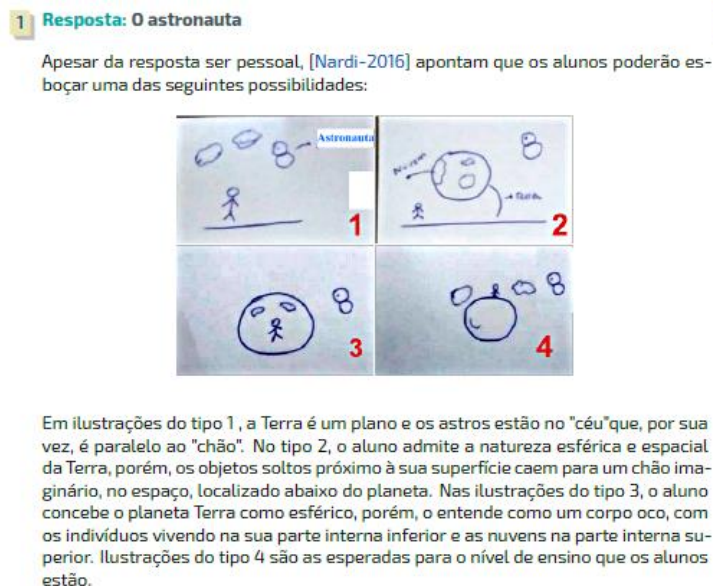 1 Resposta: O astronauta
Apesar da resposta ser pessoal, [Nardi-2016] apontam que os alunos poderão es-
boçar uma das seguintes possibilidades:
Astronauta
1
2
3
4
Em ilustrações do tipo 1 , a Terra é um plano e os astros estão no "céu"que, por sua
vez, é paralelo ao "chão". No tipo 2, o aluno admite a natureza esférica e espacial
da Terra, porém, os objetos soltos próximo à sua superfície caem para um chão ima-
ginário, no espaço, localizado abaixo do planeta. Nas ilustrações do tipo 3, o aluno
concebe o planeta Terra como esférico, porém, o entende como um corpo oco, com
os indivíduos vivendo na sua parte interna inferior e as nuvens na parte interna su-
perior. Ilustrações do tipo 4 são as esperadas para o nível de ensino que os alunos
estão.